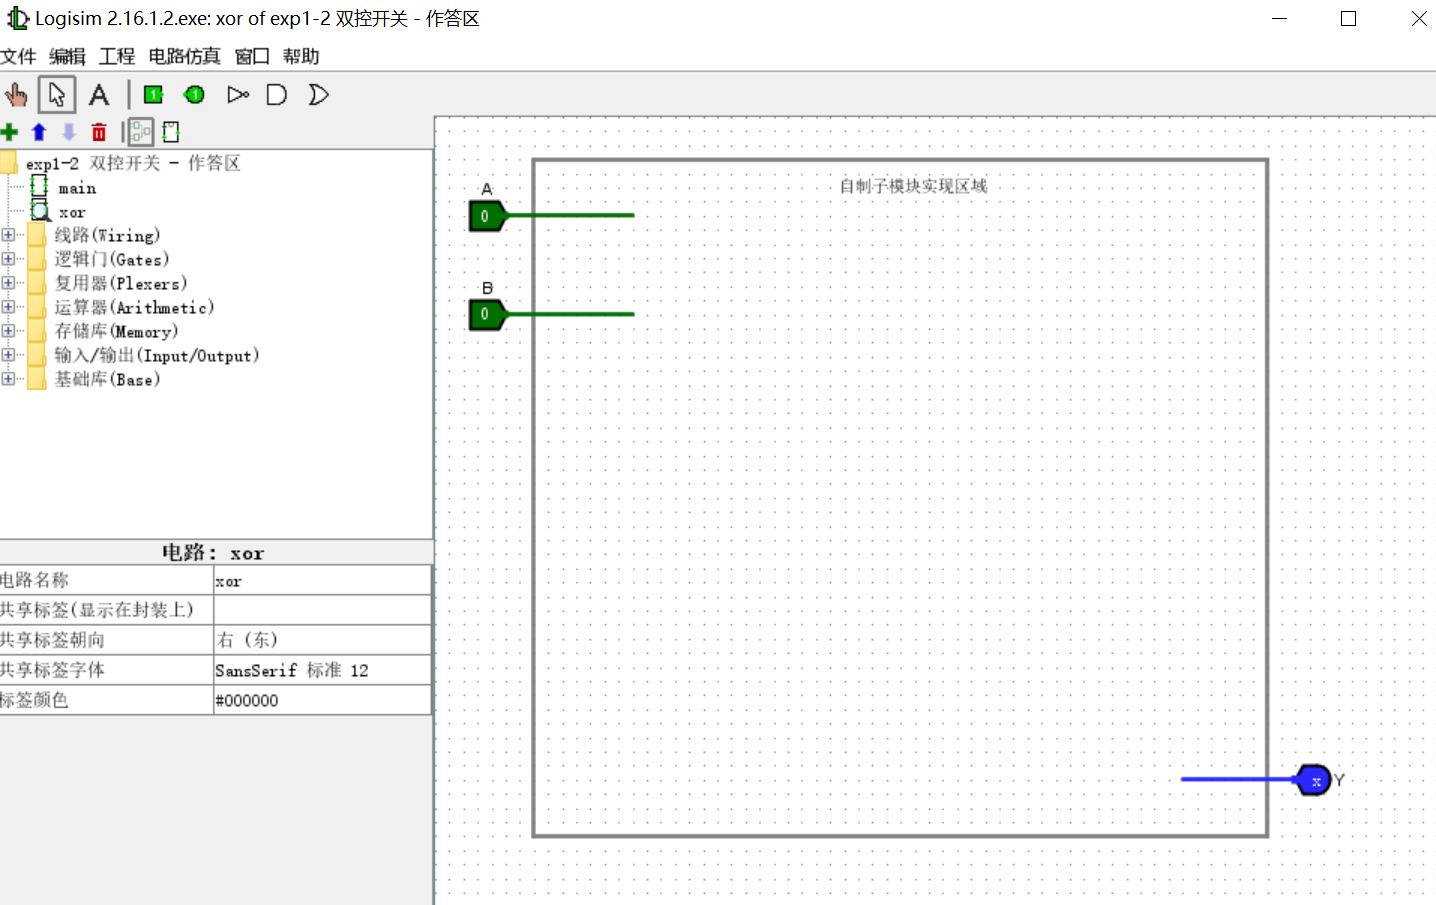 Logisim 2.16.1.2.exe: xor of exp1-2 双控开关 - 作答区
文件 编辑 工程 电路仿真 窗口 帮助
A
1
1
exp1-2 双控开关 - 作答区
main
xor
线路(Wiring)
逻辑门(Gates)
复用器(Plexers)
运算器(Arithmetic)
存储库(Memory)
输入/输出(Input/Output)
基础库(Base)
电路: xor
电路名称 xor
共享标签(显示在封装上)
共享标签朝向 右 (东)
共享标签字体 SansSerif 标准 12
标签颜色 #000000
自制子模块实现区域
A
0
B
0
x Y